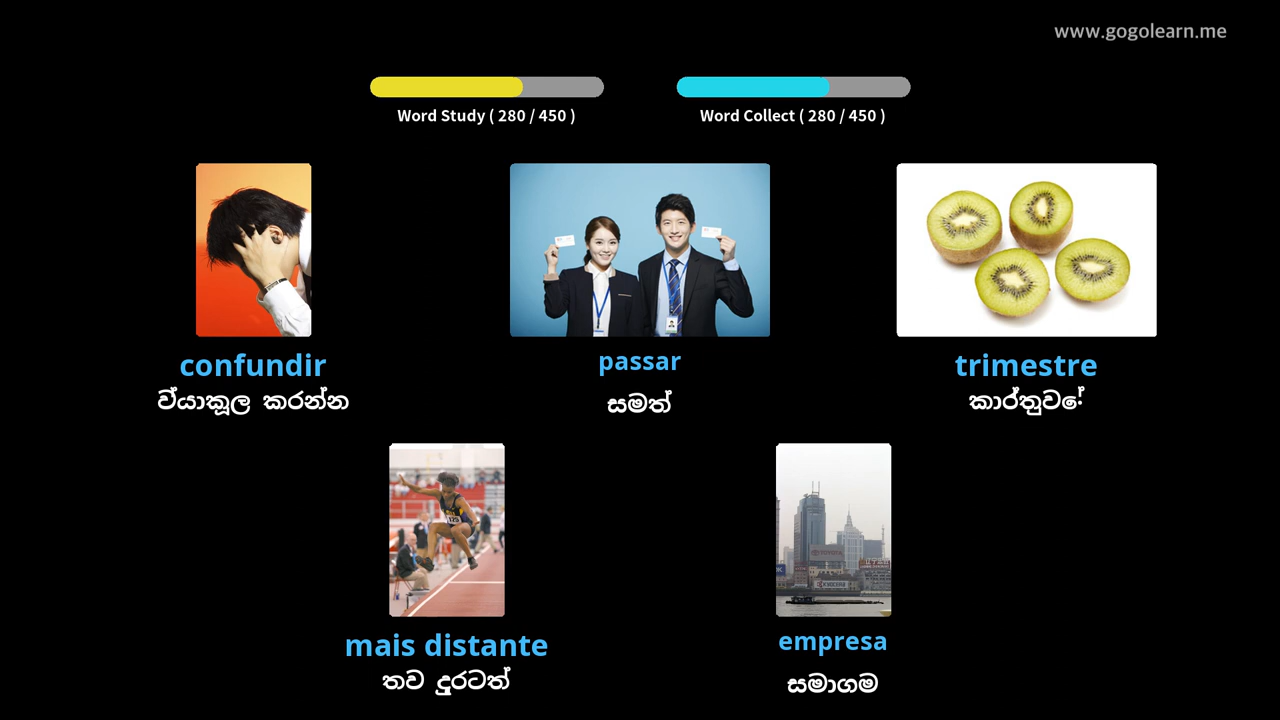 www.gogolearn.me
Word Study ( 280 / 450 )
Word Collect ( 280 / 450 )
confundir
ව්යාකූල කරන්න
passar
සමත්
trimestre
කාර්තුවේ
mais distante
තව දුරටත්
empresa
සමාගම